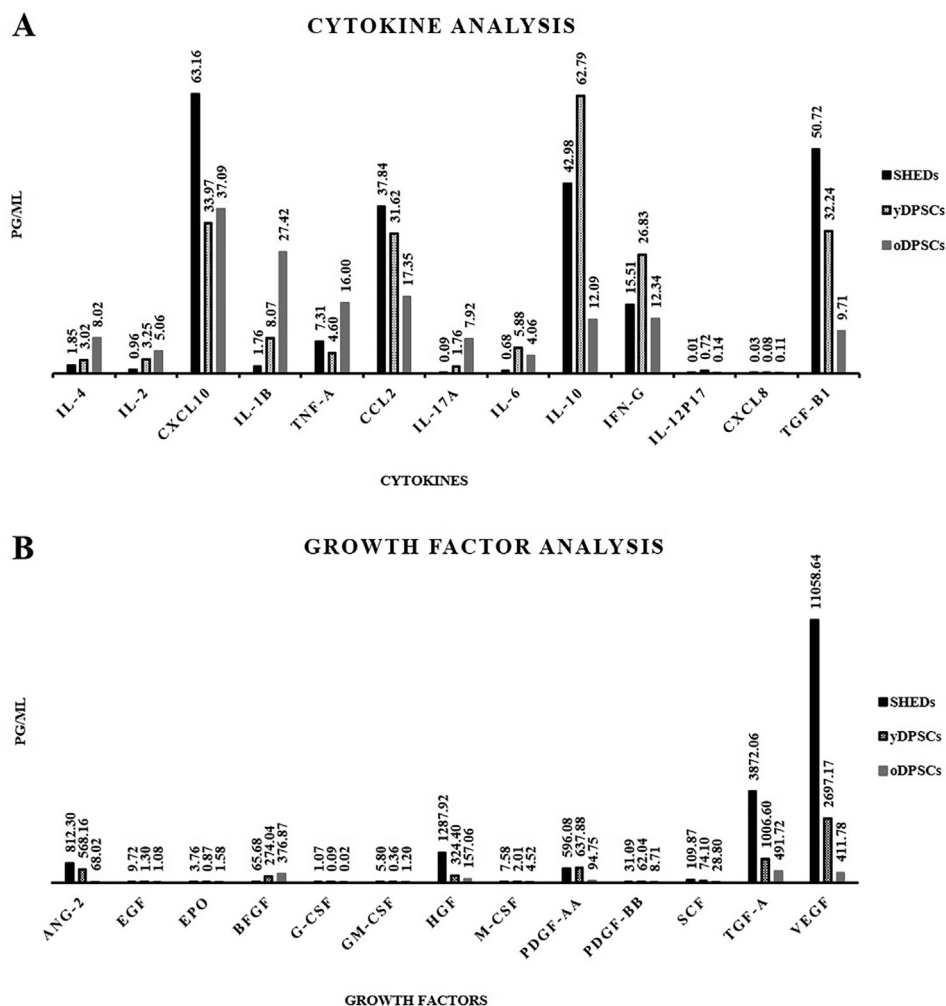 A
CYTOKINE ANALYSIS
PG/ML
63.16
33.97
37.09
1.85
3.02
8.02
0.96
3.25
5.06
1.76
8.07
27.42
7.31
4.60
16.00
37.84
31.62
17.35
0.09
1.76
7.92
0.68
5.88
4.06
42.98
62.79
12.09
15.51
26.83
12.34
0.01
0.72
0.14
0.03
0.08
0.11
50.72
32.24
9.71
SHEDs
yDPSCs
oDPSCs
IL-4
IL-2
CXCL10
IL-1B
TNF-A
CCL2
IL-17A
IL-6
IL-10
IFN-G
IL-12P17
CXCL8
TGF-B1
CYTOKINES
B
GROWTH FACTOR ANALYSIS
PG/ML
812.30
568.16
68.02
9.72
1.30
1.08
3.76
0.87
1.58
65.68
274.04
376.87
1.07
0.09
0.02
5.80
0.36
1.20
1287.92
324.40
157.06
7.58
2.01
4.52
596.08
637.88
94.75
31.09
62.04
8.71
109.87
74.10
28.80
3872.06
1006.60
491.72
11058.64
2697.17
411.78
SHEDs
yDPSCs
oDPSCs
ANG-2
EGF
EPO
BFGF
G-CSF
GM-CSF
HGF
M-CSF
PDGF-AA
PDGF-BB
SCF
TGF-A
VEGF
GROWTH FACTORS